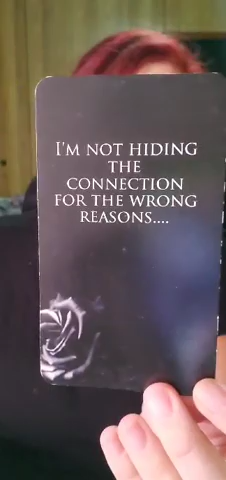 I'M NOT HIDING
THE
CONNECTION
FOR THE WRONG
REASONS....